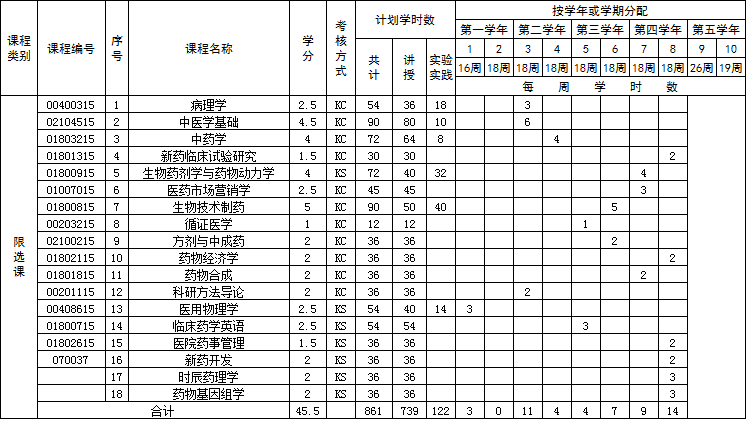 课程类别 课程编号 序号 课程名称 学分 考核方式 计划学时数 按学年或学期分配
共计 讲授 实验实践 第一学年 第二学年 第三学年 第四学年 第五学年
1 2 3 4 5 6 7 8 9 10
16周 18周 18周 18周 18周 18周 18周 18周 26周 19周
每周学时数
限选课
00400315 1 病理学 2.5 KC 54 36 18 3
02104515 2 中医学基础 4.5 KC 90 80 10 6
01803215 3 中药学 4 KC 72 64 8 4
01801315 4 新药临床试验研究 1.5 KC 30 30 2
01800915 5 生物药剂学与药物动力学 4 KS 72 40 32 4
01007015 6 医药市场营销学 2.5 KC 45 45 3
01800815 7 生物技术制药 5 KC 90 50 40 5
00203215 8 循证医学 1 KC 12 12 1
02100215 9 方剂与中成药 2 KC 36 36 2
01802115 10 药物经济学 2 KC 36 36 2
01801815 11 药物合成 2 KC 36 36 2
00201115 12 科研方法导论 2 KC 36 36 2
00408615 13 医用物理学 2.5 KS 54 40 14 3
01800715 14 临床药学英语 2.5 KS 54 54 3
01802615 15 医院药事管理 1.5 KS 36 36 2
070037 16 新药开发 2 KS 36 36 2
17 时辰药理学 2 KS 36 36 3
18 药物基因组学 2 KS 36 36 3
合计 45.5 861 739 122 3 0 11 4 4 7 9 14